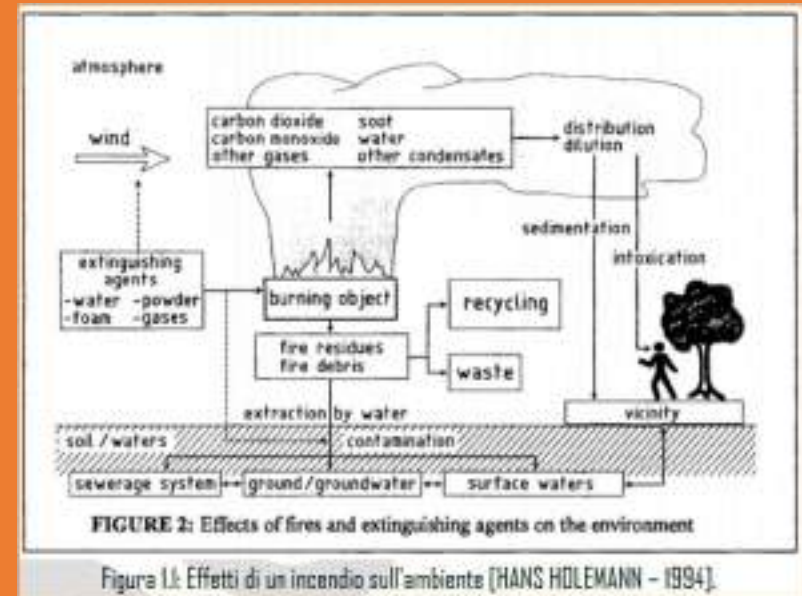 atmosphere
wind
carbon dioxide soot
carbon monoxide water
other gases other condensates
distribution
dilution
sedimentation
intoxication
extinguishing
agents
-water -powder
-foam -gases
burning object
recycling
fire residues
fire debris
waste
extraction by water
vicinity
soil/waters
contamination
sewerage system
ground/groundwater
surface waters
FIGURE 2: Effects of fires and extinguishing agents on the environment
Figura 1.1: Effetti di un incendio sull'ambiente [HANS HOLEMANN – 1994].